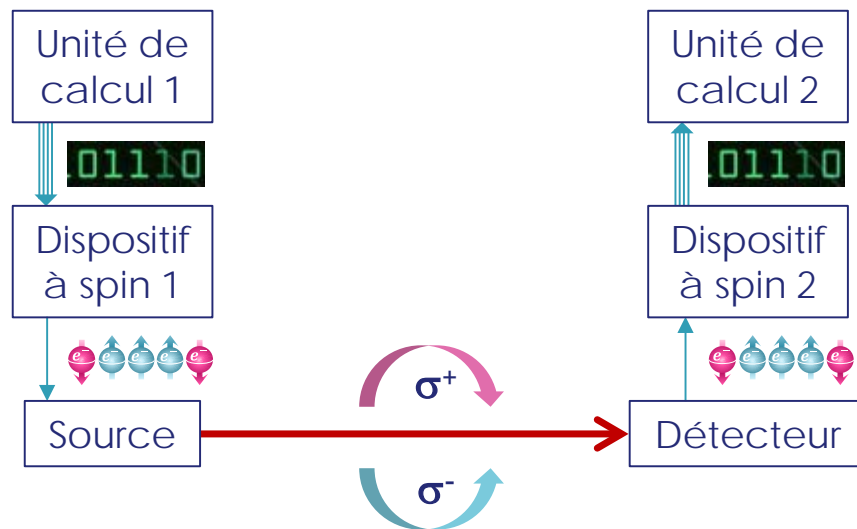 Unité de
calcul 1
01110
Dispositif
à spin 1
e⁻ e⁻ e⁻ e⁻ e⁻
Source
σ⁺
σ⁻
Unité de
calcul 2
01110
Dispositif
à spin 2
e⁻ e⁻ e⁻ e⁻ e⁻
Détecteur